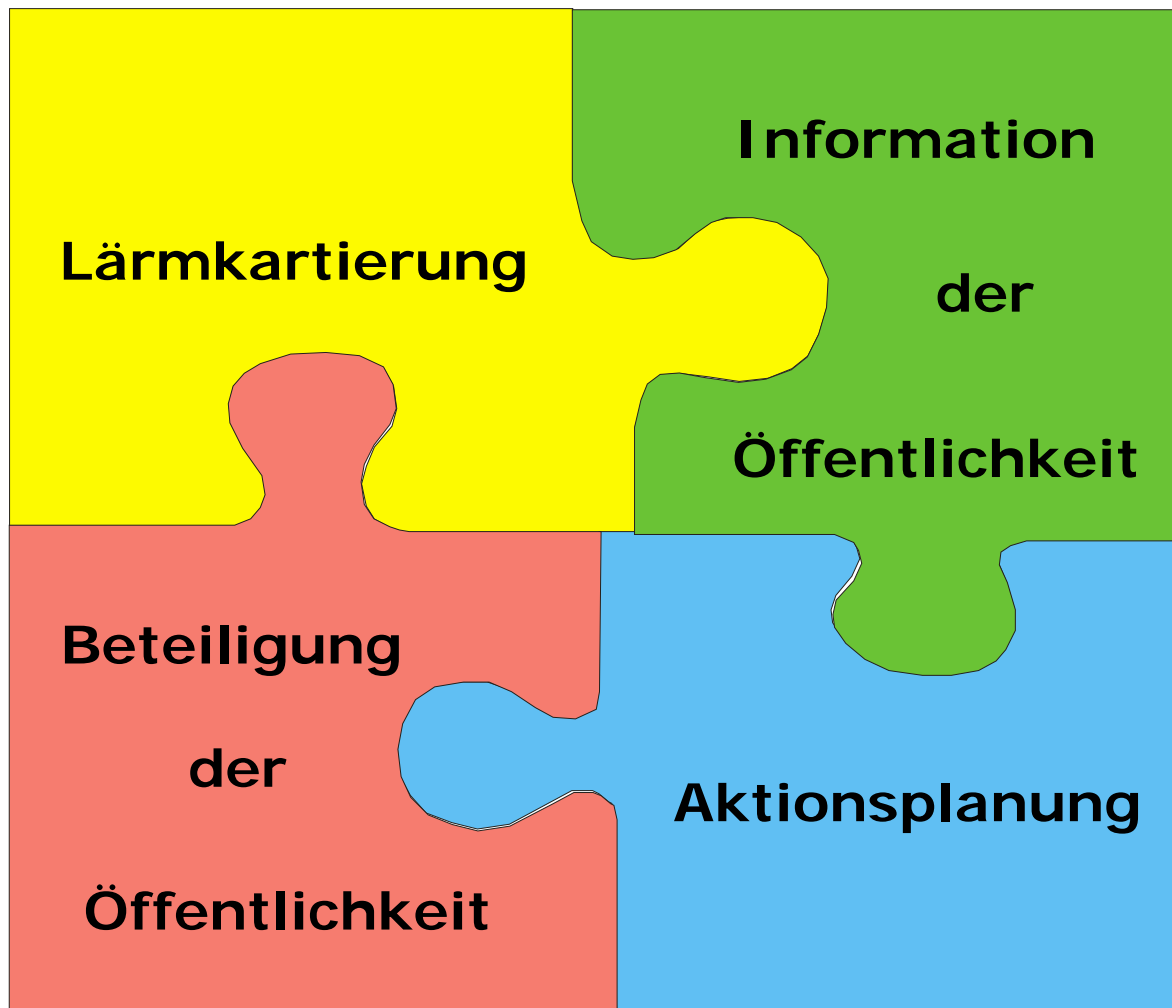 Lärmkartierung
Information
der
Öffentlichkeit
Beteiligung
der
Öffentlichkeit
Aktionsplanung